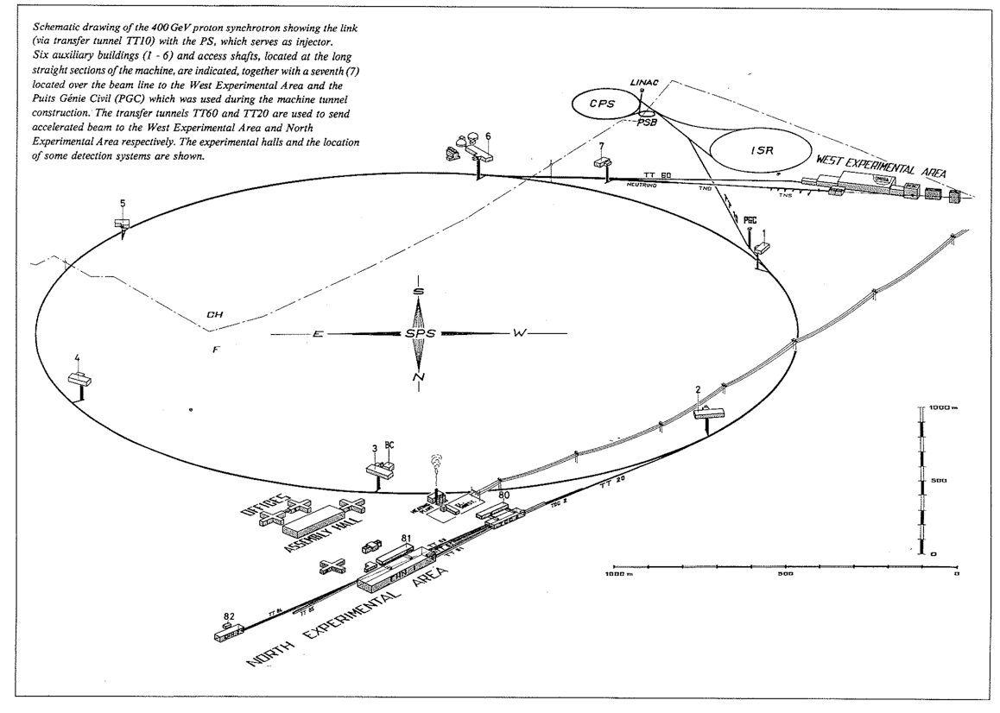 Schematic drawing of the 400 GeV proton synchrotron showing the link
(via transfer tunnel TT10) with the PS, which serves as injector.
Six auxiliary buildings (1 - 6) and access shafts, located at the long
straight sections of the machine, are indicated, together with a seventh (7)
located over the beam line to the West Experimental Area and the
Puits Génie Civil (PGC) which was used during the machine tunnel
construction. The transfer tunnels TT60 and TT20 are used to send
accelerated beam to the West Experimental Area and North
Experimental Area respectively. The experimental halls and the location
of some detection systems are shown.
LINAC
CPS
PSB
ISR
6
7
WEST EXPERIMENTAL AREA
TT 60
NEUTRINO
TND
TNS
5
PGC
1
S
CH
E
SPS
W
F
N
4
2
1000 m
3
BC
500
TT 20
80
OFFICES
ASSEMBLY HALL
81
TT 81
0
1000 m
500
0
NORTH EXPERIMENTAL AREA
82
TT 84
TT 85